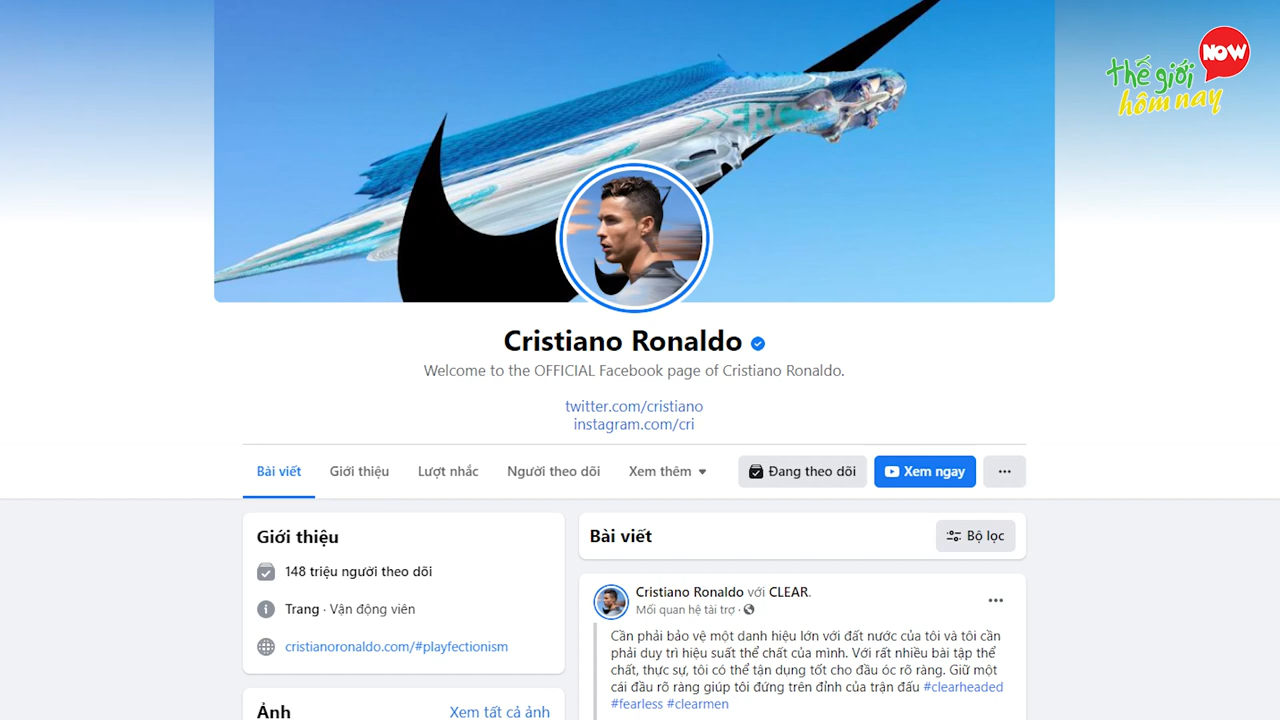 NOW
thế giới
hôm nay
MERC
Cristiano Ronaldo
Welcome to the OFFICIAL Facebook page of Cristiano Ronaldo.
twitter.com/cristiano
instagram.com/cri
Bài viết
Giới thiệu
Lượt nhắc
Người theo dõi
Xem thêm
Đang theo dõi
Xem ngay
Giới thiệu
148 triệu người theo dõi
Trang · Vận động viên
cristianoronaldo.com/#playfectionism
Ảnh
Xem tất cả ảnh
Bài viết
Bộ lọc
Cristiano Ronaldo với CLEAR.
Mối quan hệ tài trợ ·
Cần phải bảo vệ một danh hiệu lớn với đất nước của tôi và tôi cần
phải duy trì hiệu suất thể chất của mình. Với rất nhiều bài tập thể
chất, thực sự, tôi có thể tận dụng tốt cho đầu óc rõ ràng. Giữ một
cái đầu rõ ràng giúp tôi đứng trên đỉnh của trận đấu #clearheaded
#fearless #clearmen